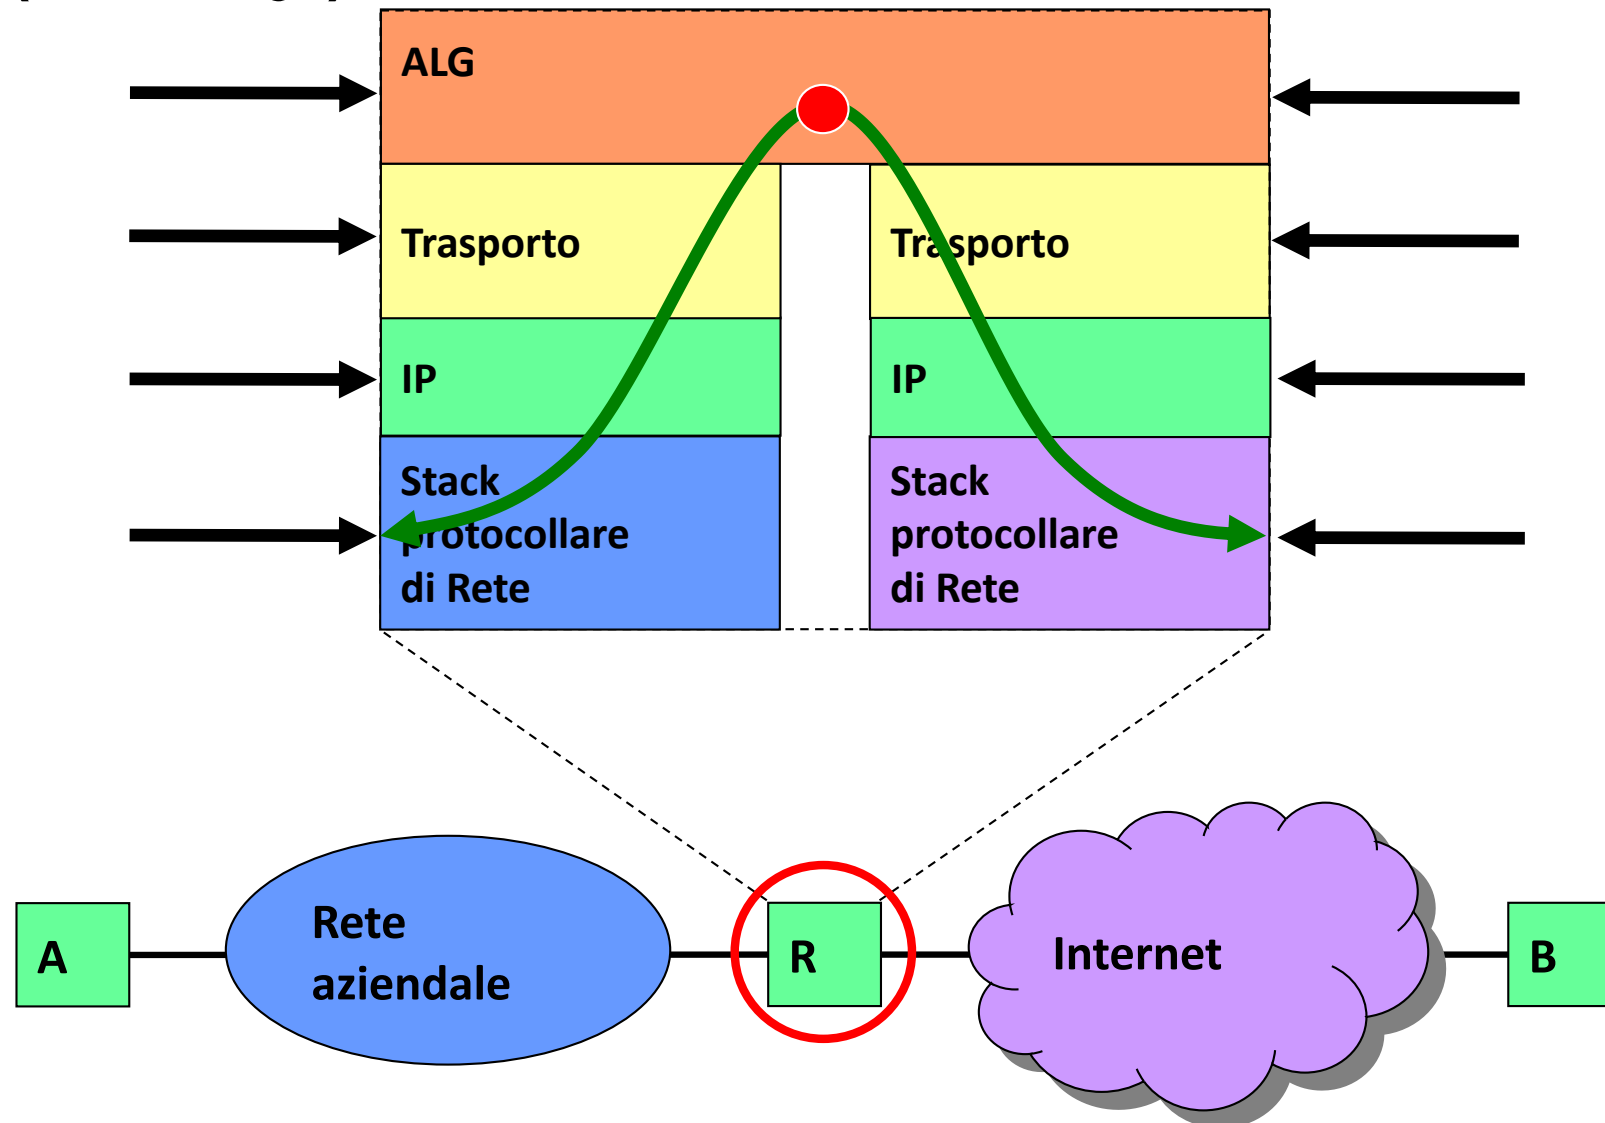 ALG
Trasporto
Trasporto
IP
IP
Stack
protocollare
di Rete
Stack
protocollare
di Rete
A
Rete
aziendale
R
Internet
B